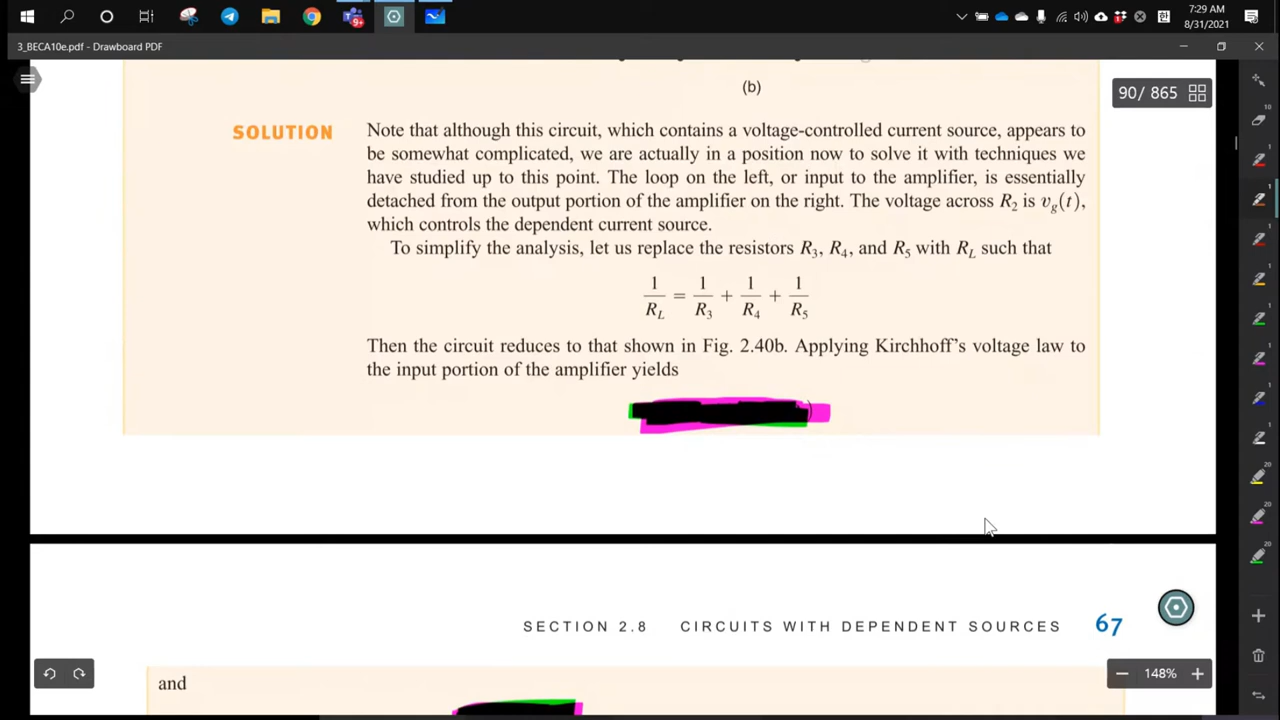 7:29 AM
8/31/2021
3_BECA10e.pdf - Drawboard PDF
(b)
90/ 865
SOLUTION
Note that although this circuit, which contains a voltage-controlled current source, appears to
be somewhat complicated, we are actually in a position now to solve it with techniques we
have studied up to this point. The loop on the left, or input to the amplifier, is essentially
detached from the output portion of the amplifier on the right. The voltage across R₂ is v_g(t),
which controls the dependent current source.
To simplify the analysis, let us replace the resistors R₃, R₄, and R₅ with R_L such that
1/R_L = 1/R₃ + 1/R₄ + 1/R₅
Then the circuit reduces to that shown in Fig. 2.40b. Applying Kirchhoff's voltage law to
the input portion of the amplifier yields
SECTION 2.8 CIRCUITS WITH DEPENDENT SOURCES 67
and
148%